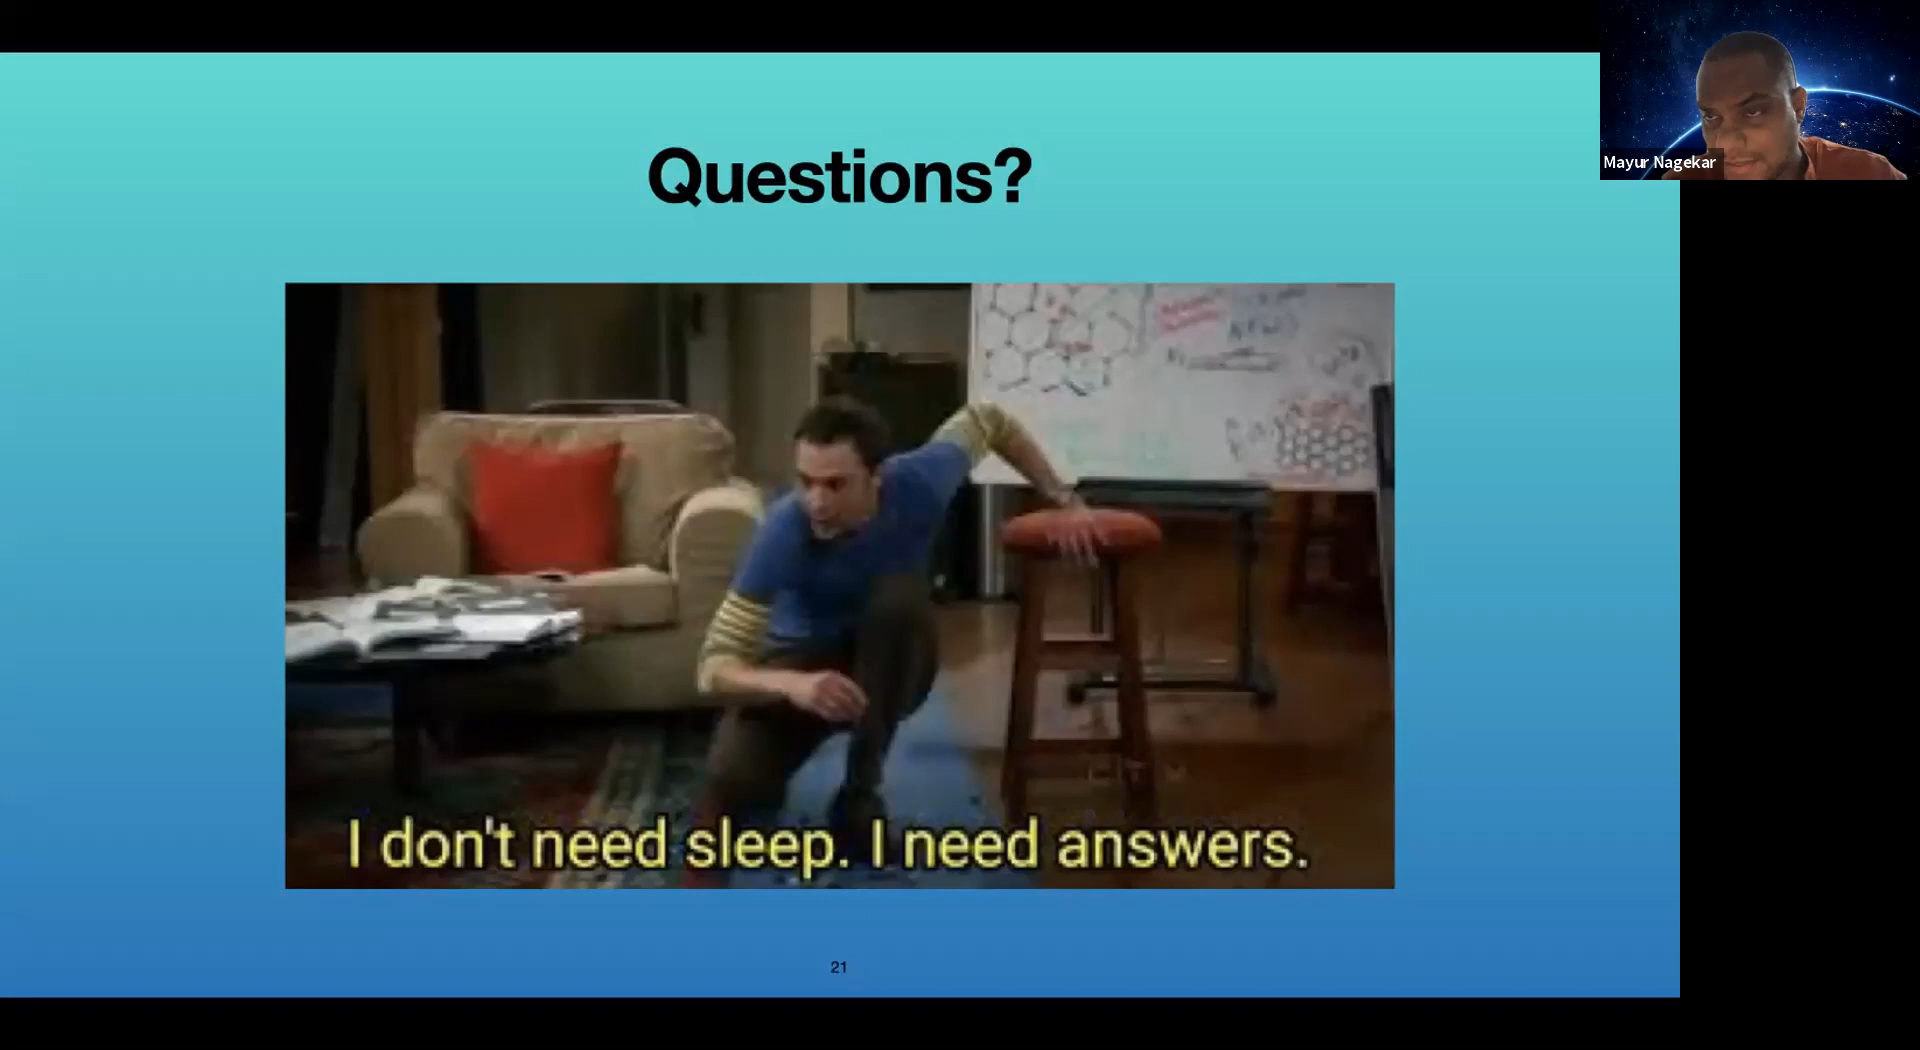 Questions?
Mayur Nagekar
I don't need sleep. I need answers.
21